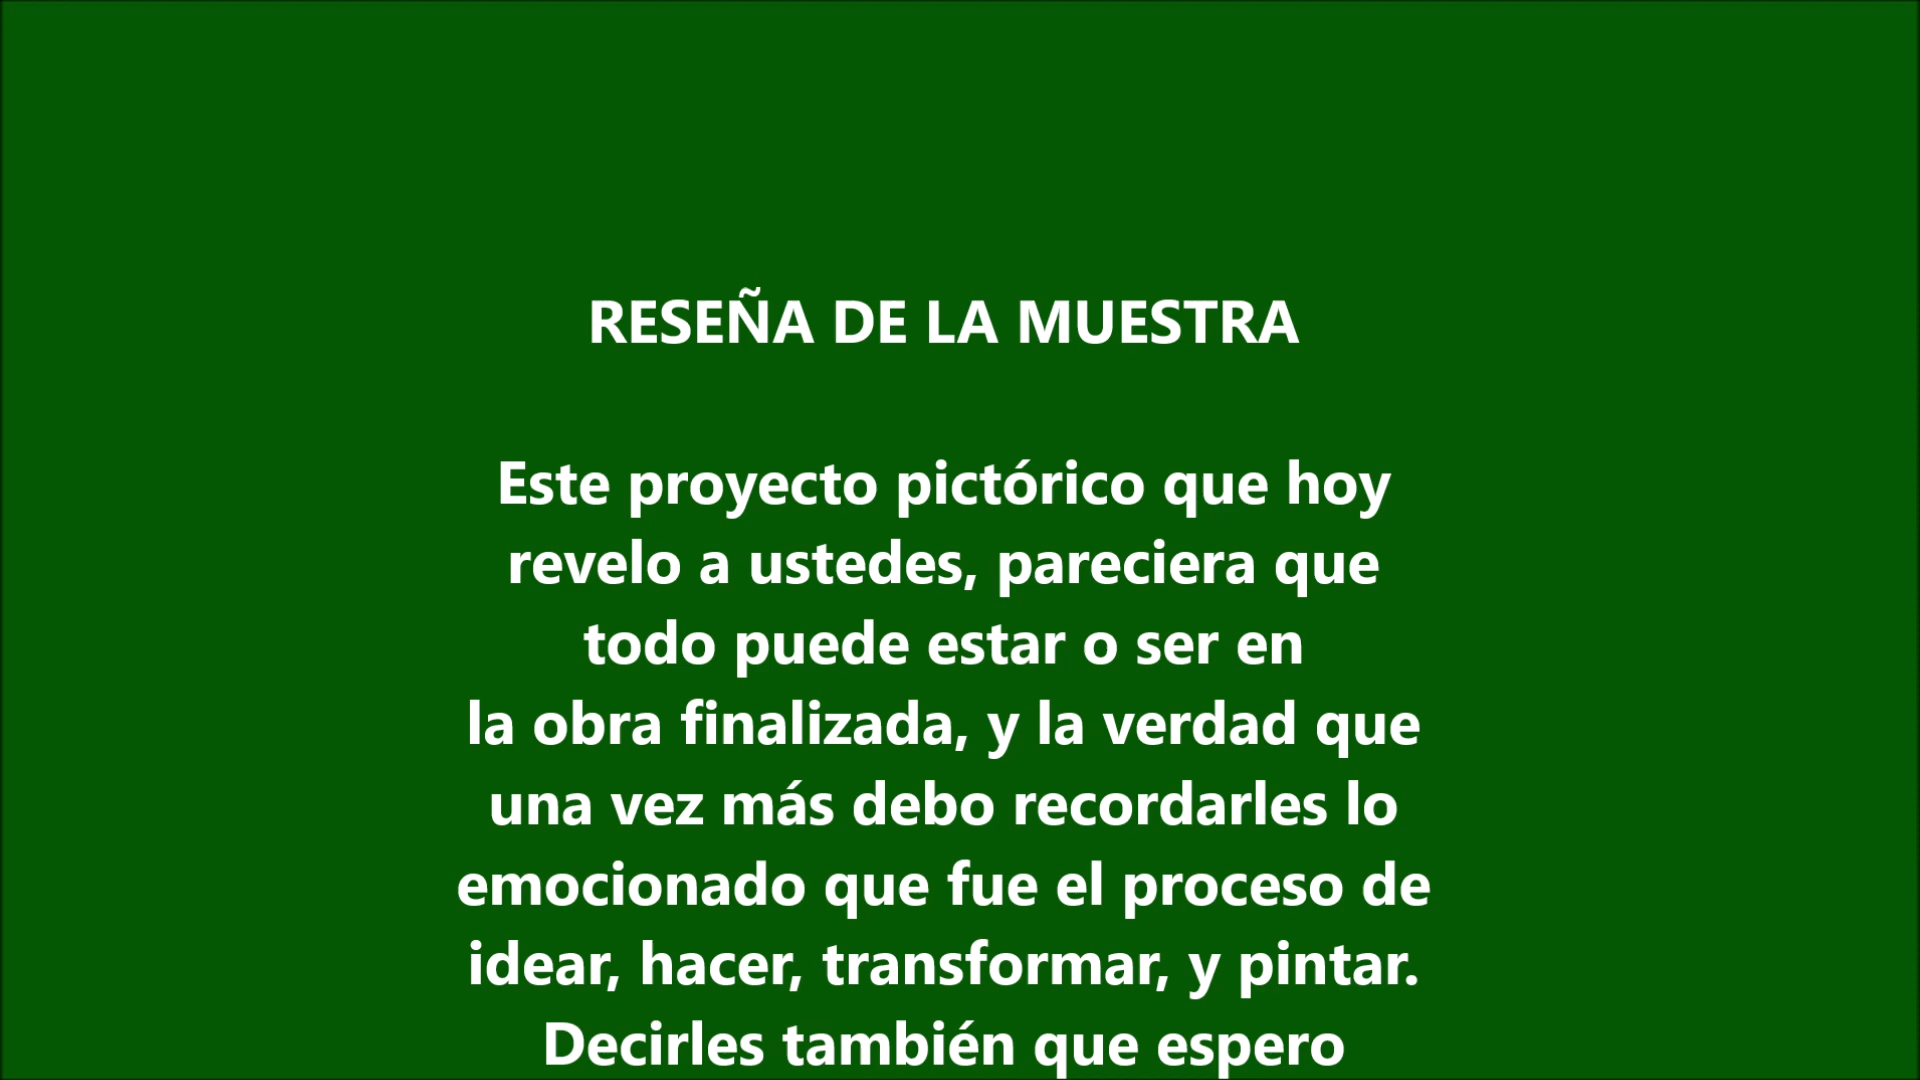 RESEÑA DE LA MUESTRA
Este proyecto pictórico que hoy
revelo a ustedes, pareciera que
todo puede estar o ser en
la obra finalizada, y la verdad que
una vez más debo recordarles lo
emocionado que fue el proceso de
idear, hacer, transformar, y pintar.
Decirles también que espero